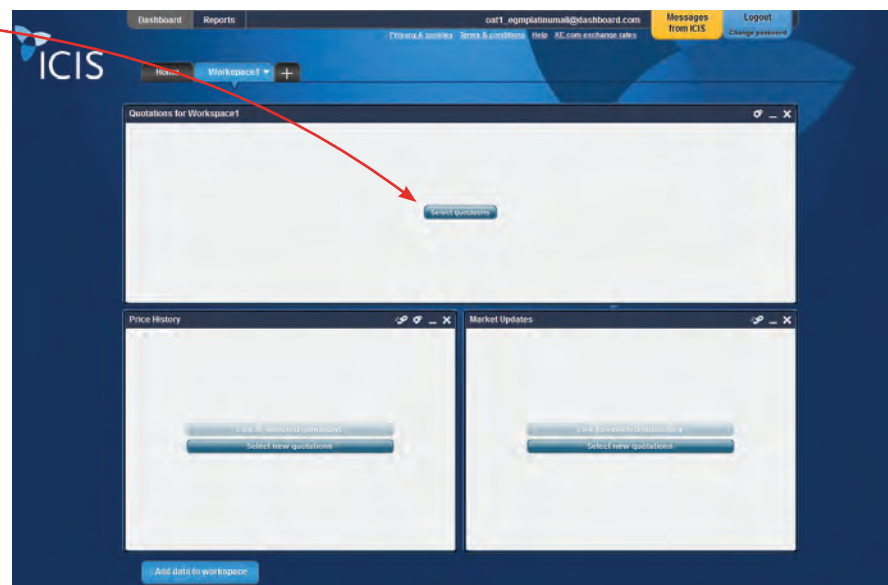 Dashboard Reports oat1_egmplatinumall@dashboard.com Messages from ICIS Logout
Change password
Privacy & cookies Terms & conditions Help XE.com exchange rates
ICIS
Home Workspace1 +
Quotations for Workspace1
Select quotations
Price History
Market Updates
Select new quotations
Select new quotations
Add data to workspace